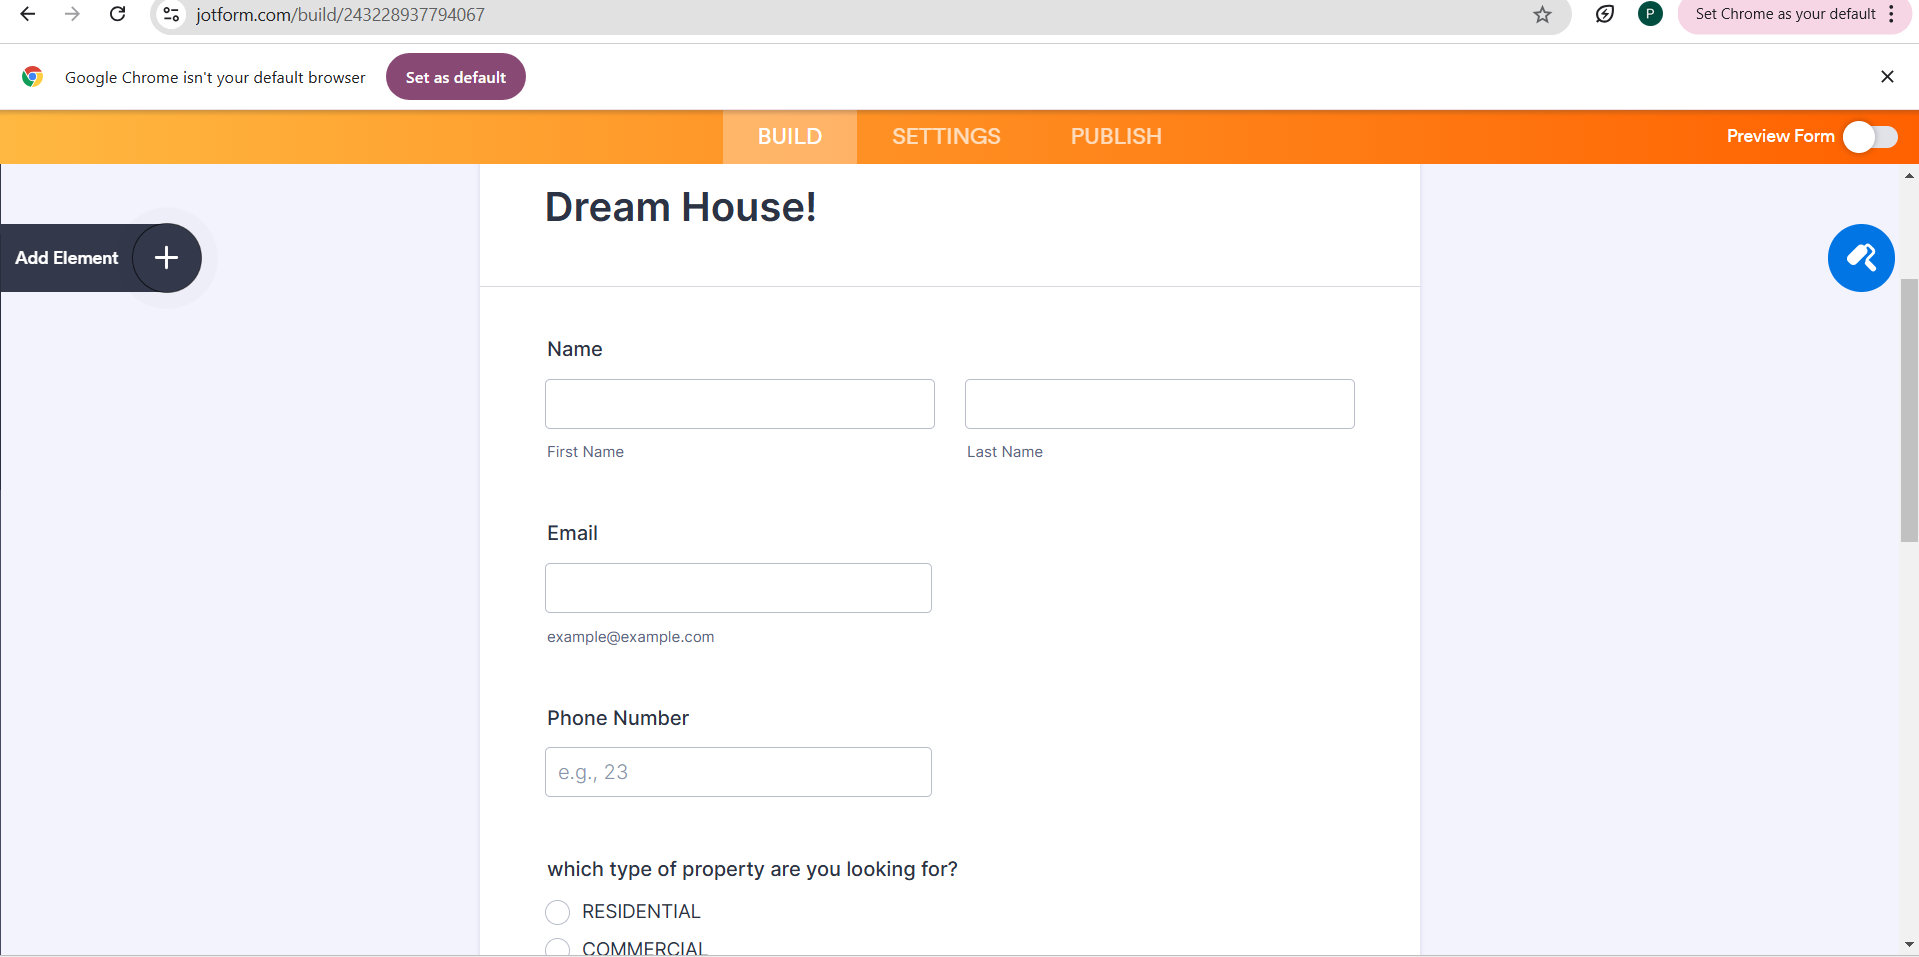 jotform.com/build/243228937794067
P
Set Chrome as your default
Google Chrome isn't your default browser
Set as default
BUILD
SETTINGS
PUBLISH
Preview Form
Dream House!
Add Element
Name
First Name
Last Name
Email
example@example.com
Phone Number
e.g., 23
which type of property are you looking for?
RESIDENTIAL
COMMERCIAL